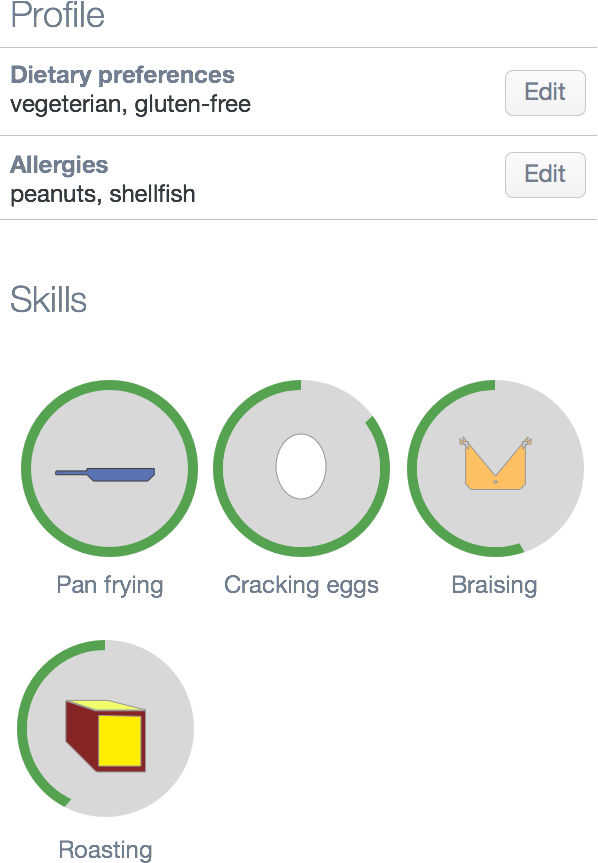 Profile
Dietary preferences
vegeterian, gluten-free
Edit
Allergies
peanuts, shellfish
Edit
Skills
Pan frying
Cracking eggs
Braising
Roasting